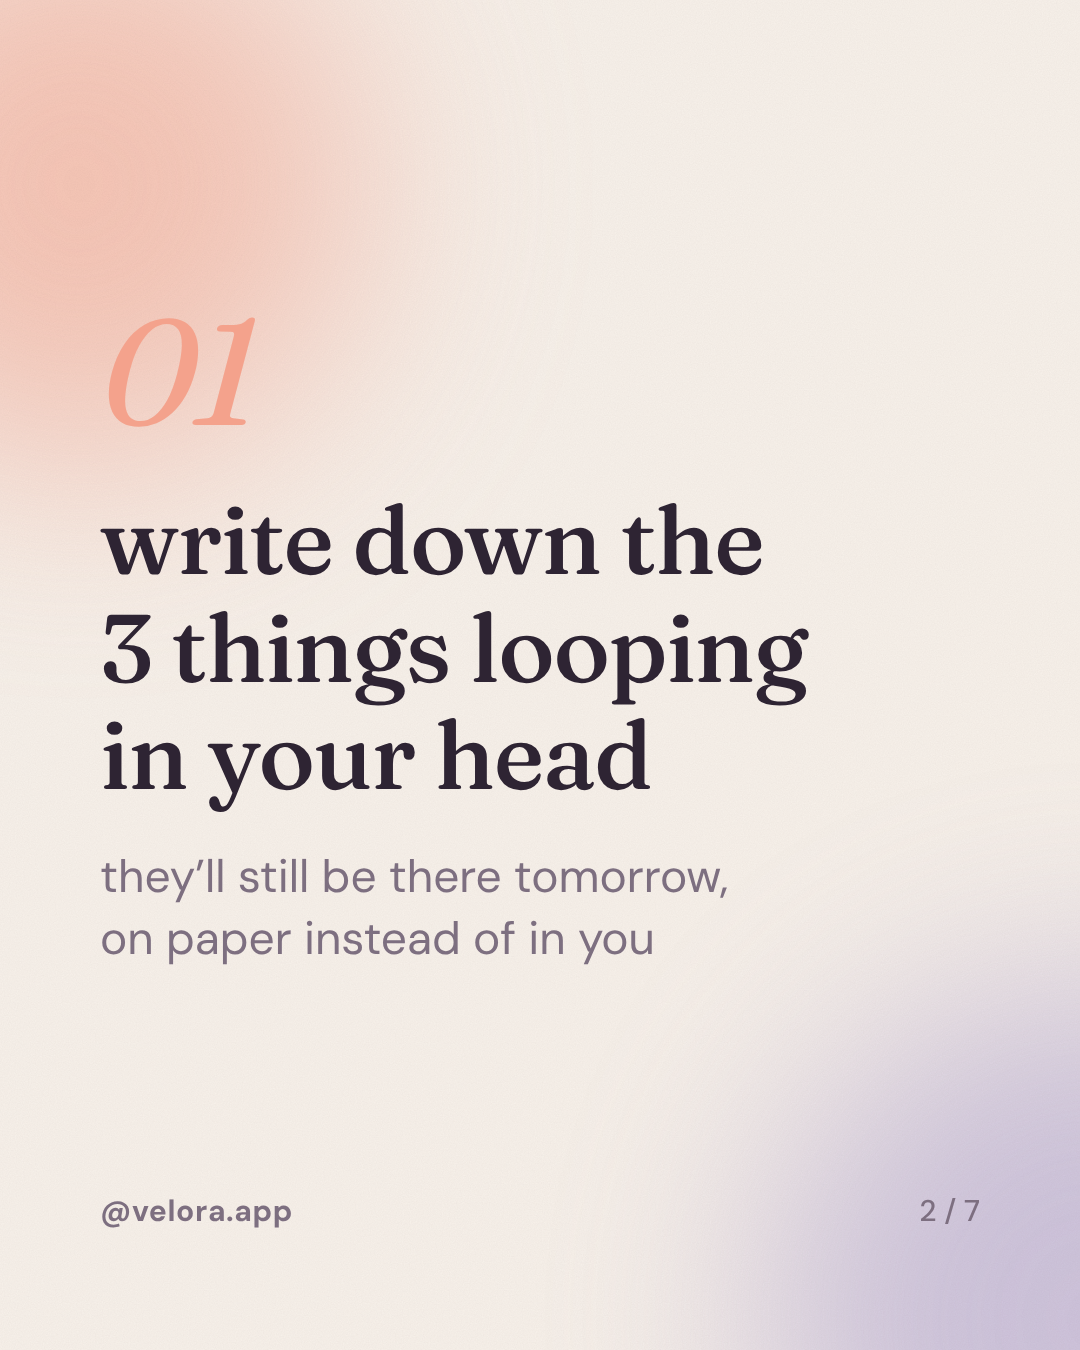 01
write down the
3 things looping
in your head
they’ll still be there tomorrow,
on paper instead of in you
@velora.app
2 / 7